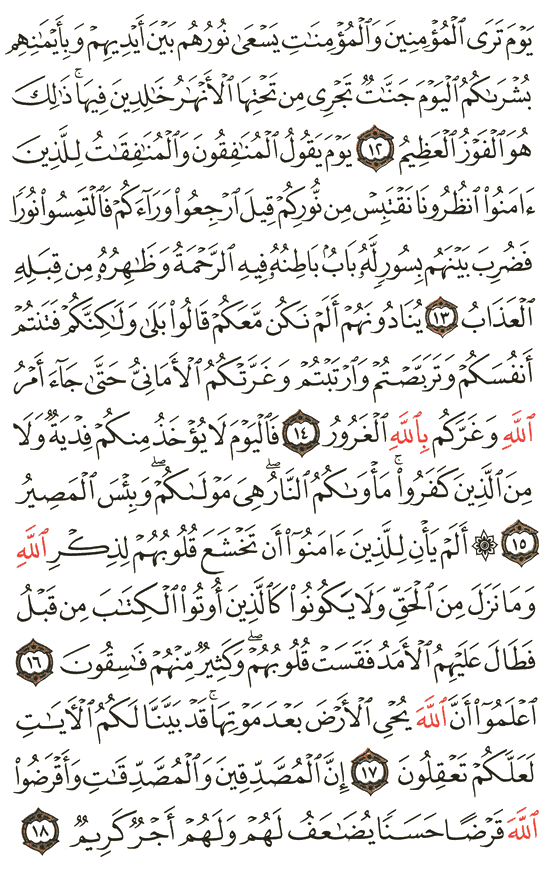 يَوْمَ تَرَى ٱلْمُؤْمِنِينَ وَٱلْمُؤْمِنَٰتِ يَسْعَىٰ نُورُهُم بَيْنَ أَيْدِيهِمْ وَبِأَيْمَٰنِهِم
بُشْرَىٰكُمُ ٱلْيَوْمَ جَنَّٰتٌ تَجْرِى مِن تَحْتِهَا ٱلْأَنْهَٰرُ خَٰلِدِينَ فِيهَا ۚ ذَٰلِكَ
هُوَ ٱلْفَوْزُ ٱلْعَظِيمُ ١٢ يَوْمَ يَقُولُ ٱلْمُنَٰفِقُونَ وَٱلْمُنَٰفِقَٰتُ لِلَّذِينَ
ءَامَنُوا۟ ٱنظُرُونَا نَقْتَبِسْ مِن نُّورِكُمْ قِيلَ ٱرْجِعُوا۟ وَرَآءَكُمْ فَٱلْتَمِسُوا۟ نُورًا
فَضُرِبَ بَيْنَهُم بِسُورٍ لَّهُۥ بَابٌۢ بَاطِنُهُۥ فِيهِ ٱلرَّحْمَةُ وَظَٰهِرُهُۥ مِن قِبَلِهِ
ٱلْعَذَابُ ١٣ يُنَادُونَهُمْ أَلَمْ نَكُن مَّعَكُمْ قَالُوا۟ بَلَىٰ وَلَٰكِنَّكُمْ فَتَنتُمْ
أَنفُسَكُمْ وَتَرَبَّصْتُمْ وَٱرْتَبْتُمْ وَغَرَّتْكُمُ ٱلْأَمَانِىُّ حَتَّىٰ جَآءَ أَمْرُ
ٱللَّهِ وَغَرَّكُم بِٱللَّهِ ٱلْغَرُورُ ١٤ فَٱلْيَوْمَ لَا يُؤْخَذُ مِنكُمْ فِدْيَةٌ وَلَا
مِنَ ٱلَّذِينَ كَفَرُوا۟ ۚ مَأْوَىٰكُمُ ٱلنَّارُ ۖ هِىَ مَوْلَىٰكُمْ ۖ وَبِئْسَ ٱلْمَصِيرُ
١٥ ۞ أَلَمْ يَأْنِ لِلَّذِينَ ءَامَنُوٓا۟ أَن تَخْشَعَ قُلُوبُهُمْ لِذِكْرِ ٱللَّهِ
وَمَا نَزَلَ مِنَ ٱلْحَقِّ وَلَا يَكُونُوا۟ كَٱلَّذِينَ أُوتُوا۟ ٱلْكِتَٰبَ مِن قَبْلُ
فَطَالَ عَلَيْهِمُ ٱلْأَمَدُ فَقَسَتْ قُلُوبُهُمْ ۖ وَكَثِيرٌ مِّنْهُمْ فَٰسِقُونَ ١٦
ٱعْلَمُوٓا۟ أَنَّ ٱللَّهَ يُحْىِ ٱلْأَرْضَ بَعْدَ مَوْتِهَا ۚ قَدْ بَيَّنَّا لَكُمُ ٱلْءَايَٰتِ
لَعَلَّكُمْ تَعْقِلُونَ ١٧ إِنَّ ٱلْمُصَّدِّقِينَ وَٱلْمُصَّدِّقَٰتِ وَأَقْرَضُوا۟
ٱللَّهَ قَرْضًا حَسَنًا يُضَٰعَفُ لَهُمْ وَلَهُمْ أَجْرٌ كَرِيمٌ ١٨